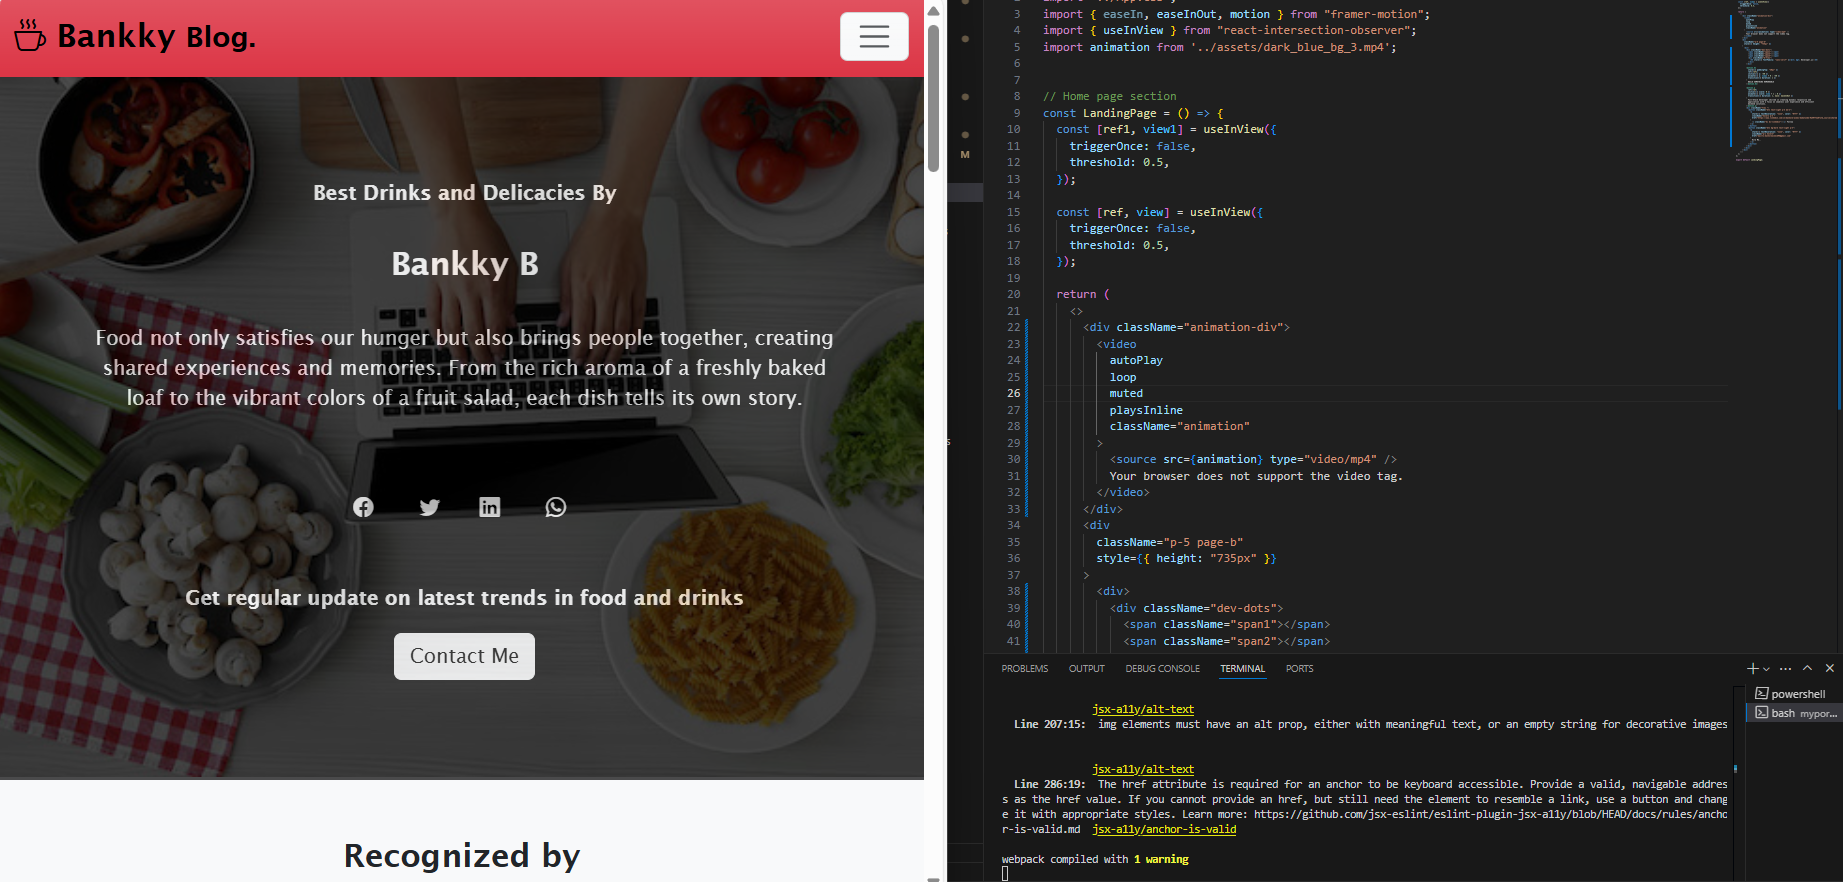 Bankky Blog.
Best Drinks and Delicacies By
Bankky B
Food not only satisfies our hunger but also brings people together, creating
shared experiences and memories. From the rich aroma of a freshly baked
loaf to the vibrant colors of a fruit salad, each dish tells its own story.
Get regular update on latest trends in food and drinks
Contact Me
Recognized by
M
3 import { easeIn, easeInOut, motion } from "framer-motion";
4 import { useInView } from "react-intersection-observer";
5 import animation from '../assets/dark_blue_bg_3.mp4';
6
7
8 // Home page section
9 const LandingPage = () => {
10 const [ref1, view1] = useInView({
11 triggerOnce: false,
12 threshold: 0.5,
13 });
14
15 const [ref, view] = useInView({
16 triggerOnce: false,
17 threshold: 0.5,
18 });
19
20 return (
21 <>
22 <div className="animation-div">
23 <video
24 autoPlay
25 loop
26 muted
27 playsInline
28 className="animation"
29 >
30 <source src={animation} type="video/mp4" />
31 Your browser does not support the video tag.
32 </video>
33 </div>
34 <div
35 className="p-5 page-b"
36 style={{ height: "735px" }}
37 >
38 <div>
39 <div className="dev-dots">
40 <span className="span1"></span>
41 <span className="span2"></span>
PROBLEMS OUTPUT DEBUG CONSOLE TERMINAL PORTS
jsx-a11y/alt-text
Line 207:15: img elements must have an alt prop, either with meaningful text, or an empty string for decorative images
jsx-a11y/alt-text
Line 286:19: The href attribute is required for an anchor to be keyboard accessible. Provide a valid, navigable addres
s as the href value. If you cannot provide an href, but still need the element to resemble a link, use a button and chang
e it with appropriate styles. Learn more: https://github.com/jsx-eslint/eslint-plugin-jsx-a11y/blob/HEAD/docs/rules/ancho
r-is-valid.md jsx-a11y/anchor-is-valid
webpack compiled with 1 warning
powershell
bash mypor...